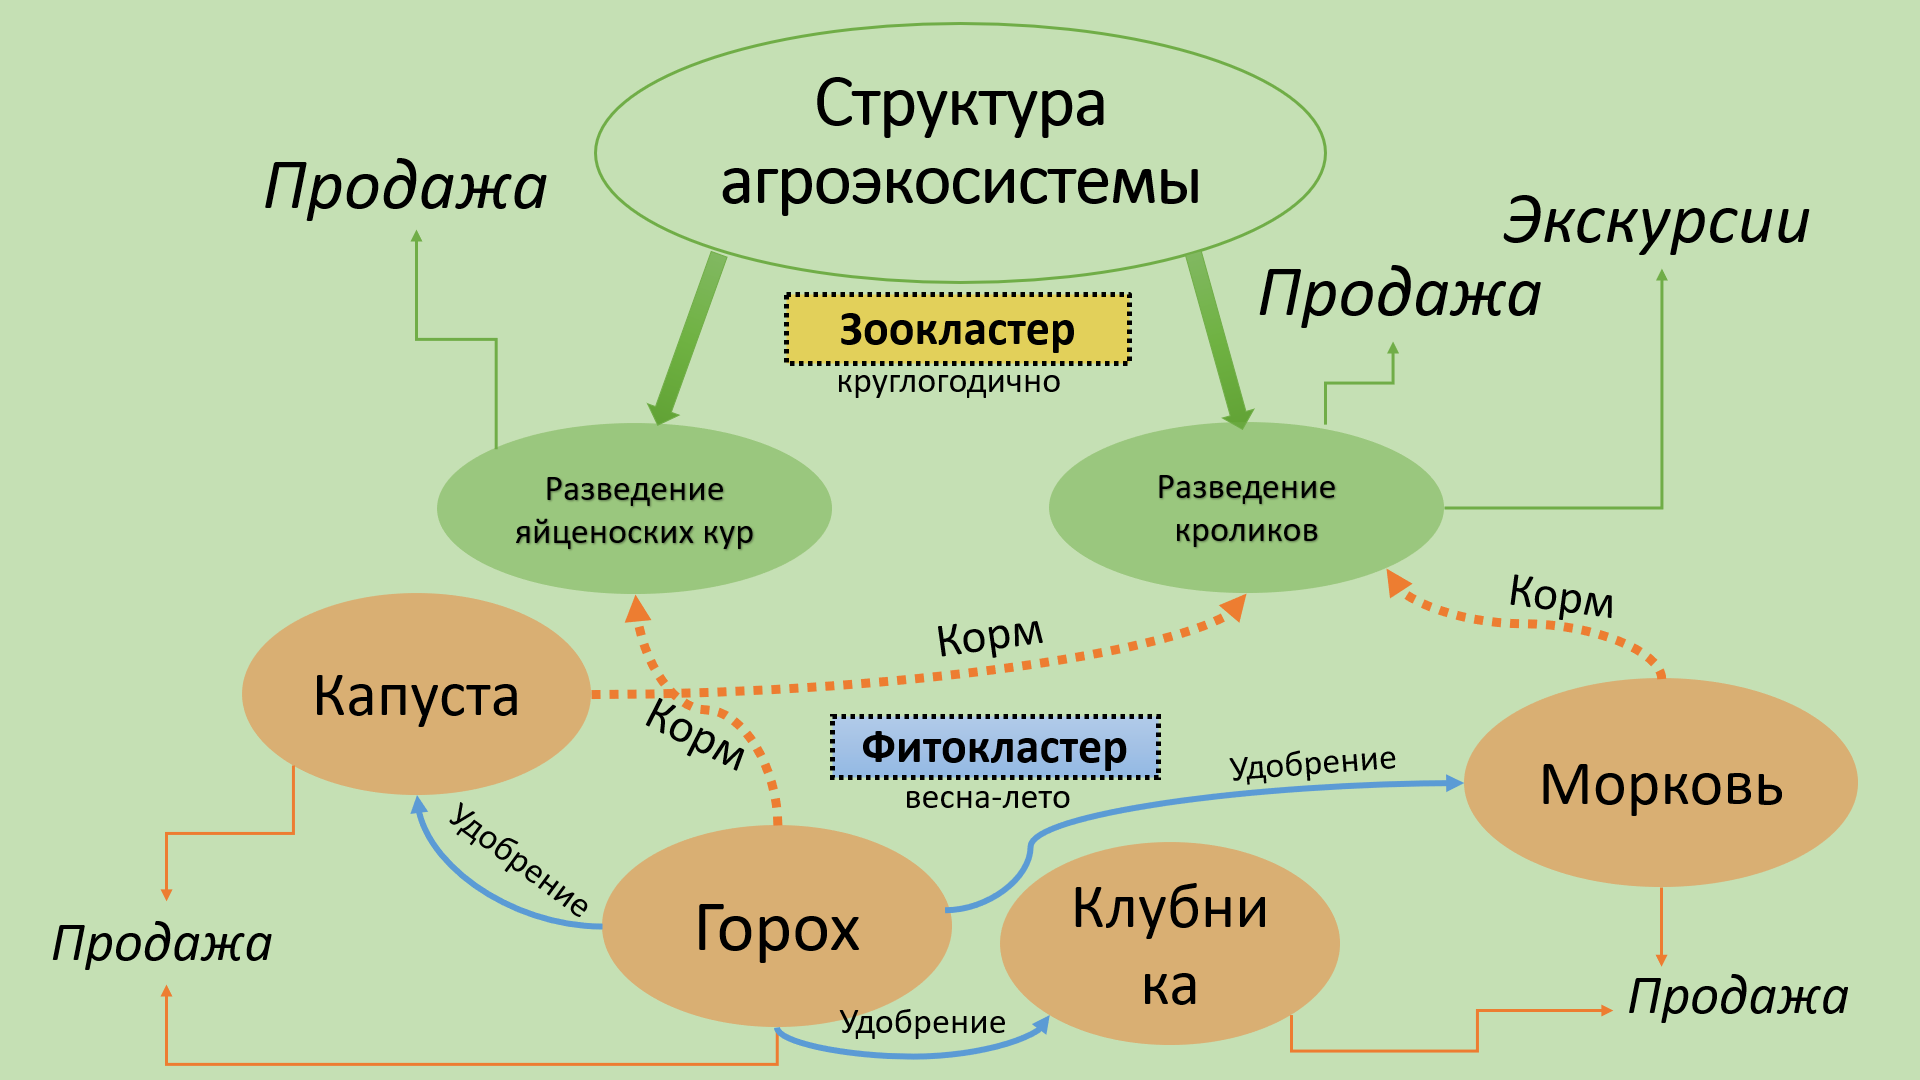 Структура
агроэкосистемы
Продажа
Экскурсии
Продажа
Зоокластер
круглогодично
Разведение
яйценоских кур
Разведение
кроликов
Корм
Корм
Капуста
Корм
Фитокластер
весна-лето
Удобрение
Морковь
Удобрение
Горох
Клубни
ка
Продажа
Продажа
Удобрение